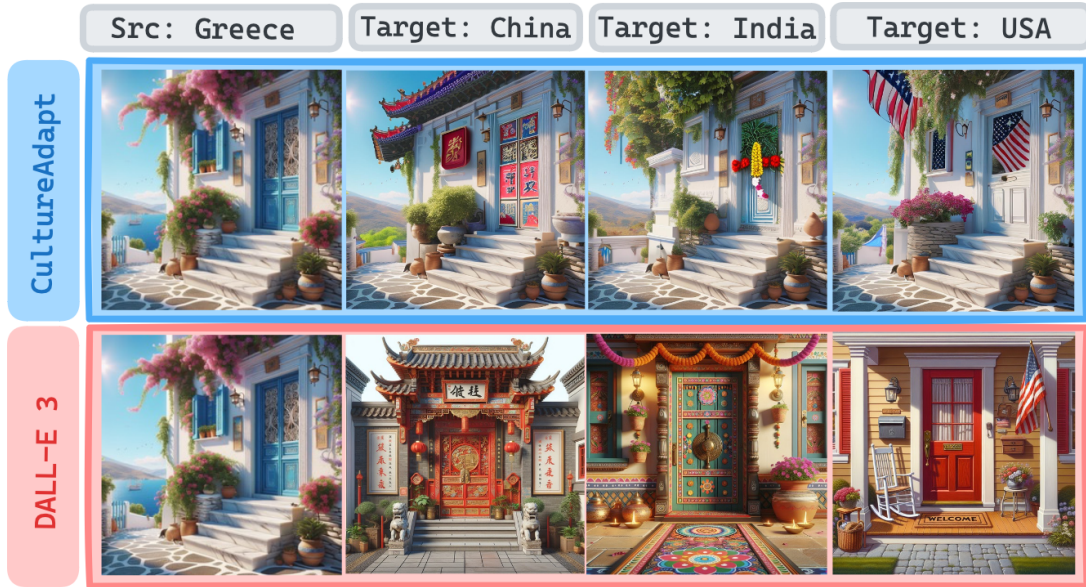 Src: Greece
Target: China
Target: India
Target: USA
CultureAdapt
DALL-E 3
WELCOME